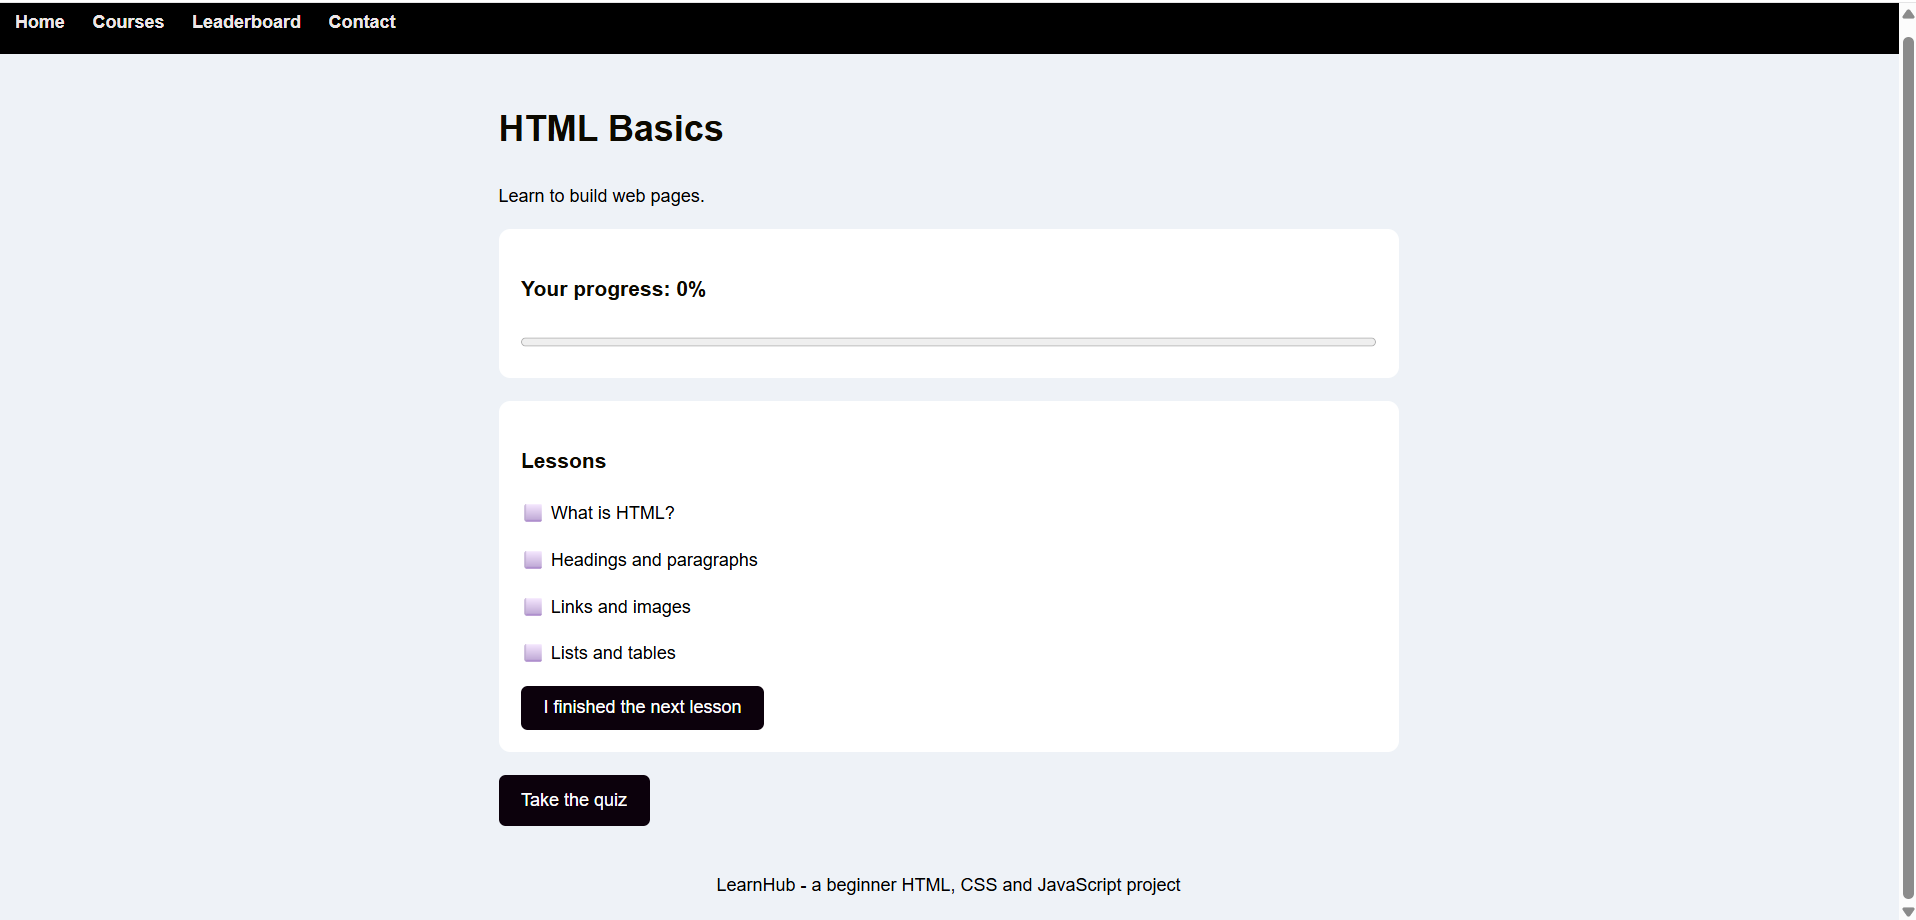 Home Courses Leaderboard Contact
HTML Basics
Learn to build web pages.
Your progress: 0%
Lessons
What is HTML?
Headings and paragraphs
Links and images
Lists and tables
I finished the next lesson
Take the quiz
LearnHub - a beginner HTML, CSS and JavaScript project